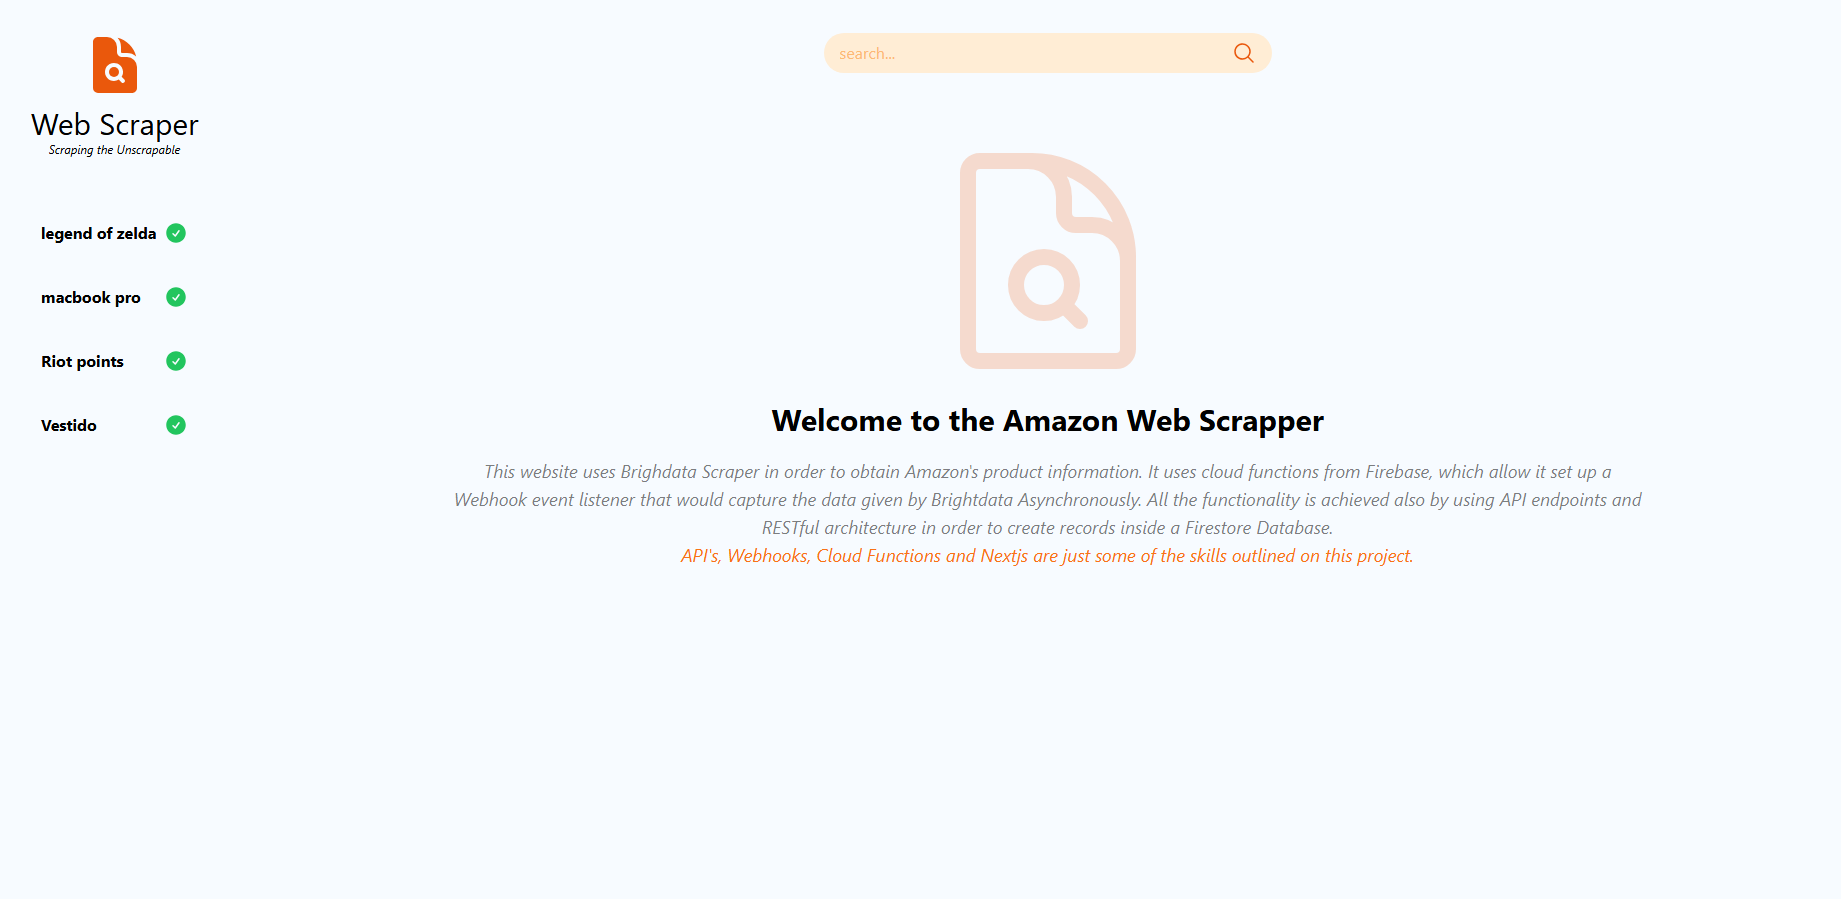 Web Scraper
Scraping the Unscrapable
legend of zelda
macbook pro
Riot points
Vestido
search...
Welcome to the Amazon Web Scrapper
This website uses Brighdata Scraper in order to obtain Amazon's product information. It uses cloud functions from Firebase, which allow it set up a
Webhook event listener that would capture the data given by Brightdata Asynchronously. All the functionality is achieved also by using API endpoints and
RESTful architecture in order to create records inside a Firestore Database.
API's, Webhooks, Cloud Functions and Nextjs are just some of the skills outlined on this project.